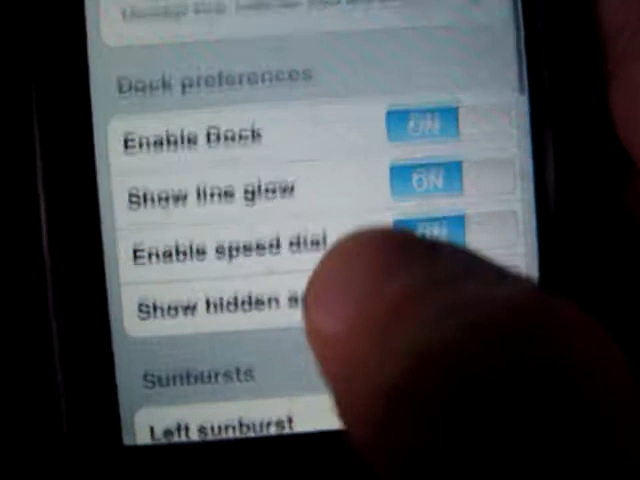 Dock preferences
Enable Dock
ON
Show line glow
ON
Enable speed dial
ON
Show hidden
Sunbursts
Left sunburst